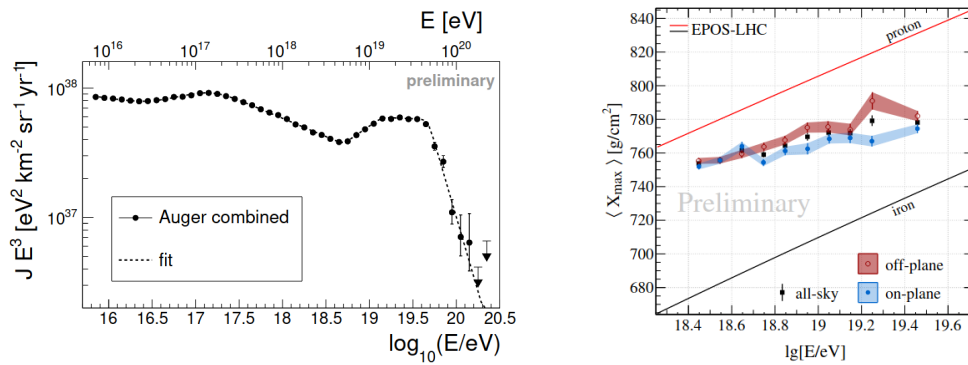 E [eV]
10^16 10^17 10^18 10^19 10^20
preliminary
10^38
10^37
J E^3 [eV^2 km^-2 sr^-1 yr^-1]
Auger combined
fit
16 16.5 17 17.5 18 18.5 19 19.5 20 20.5
log_10(E/eV)
840
820
800
780
760
740
720
700
680
⟨ X_max ⟩ [g/cm^2]
EPOS-LHC
proton
Preliminary
iron
all-sky
off-plane
on-plane
18.4 18.6 18.8 19 19.2 19.4 19.6
lg[E/eV]